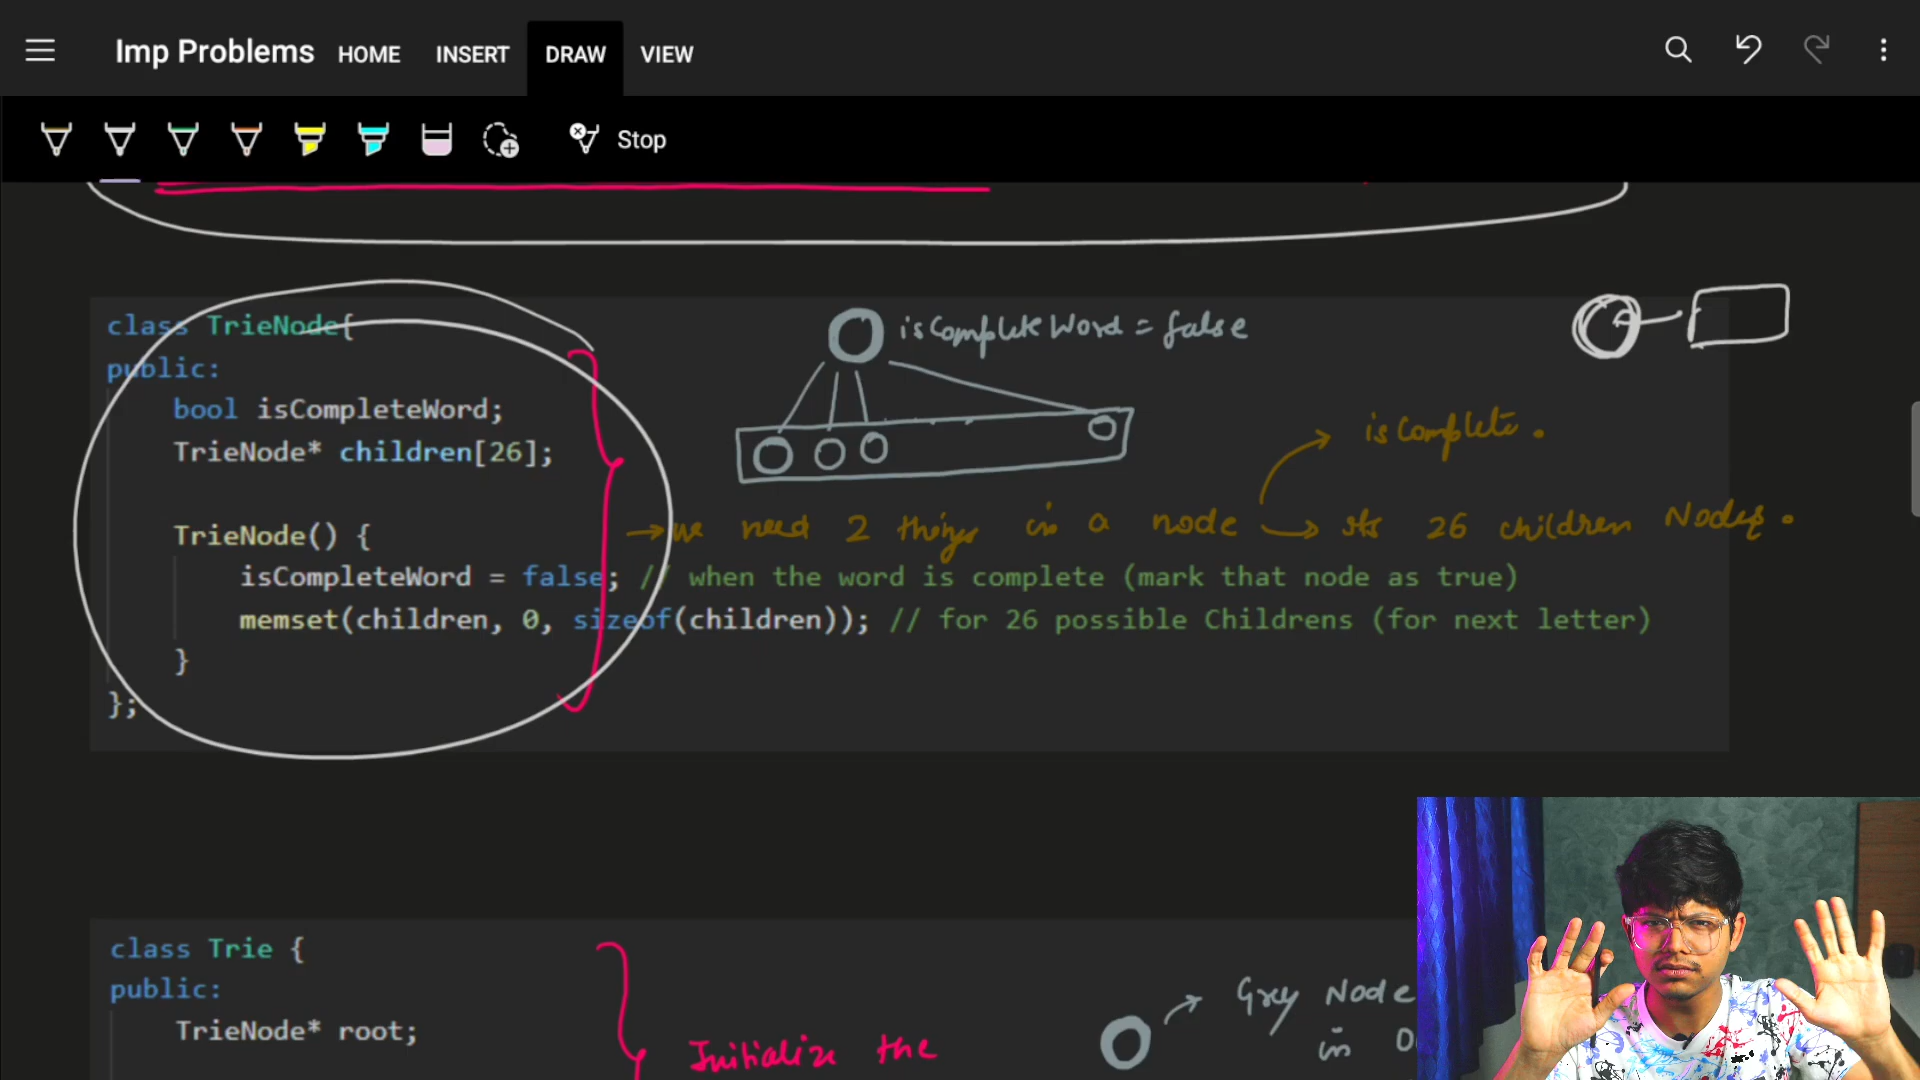 Imp Problems HOME INSERT DRAW VIEW
Stop
class TrieNode{
isCompleteWord = false
public:
bool isCompleteWord;
isComplete.
TrieNode* children[26];
TrieNode() {
→ we need 2 things in a node → its 26 children Nodes.
isCompleteWord = false; // when the word is complete (mark that node as true)
memset(children, 0, sizeof(children)); // for 26 possible Childrens (for next letter)
}
};
class Trie {
public:
Grey Node
TrieNode* root;
Initialize the
in